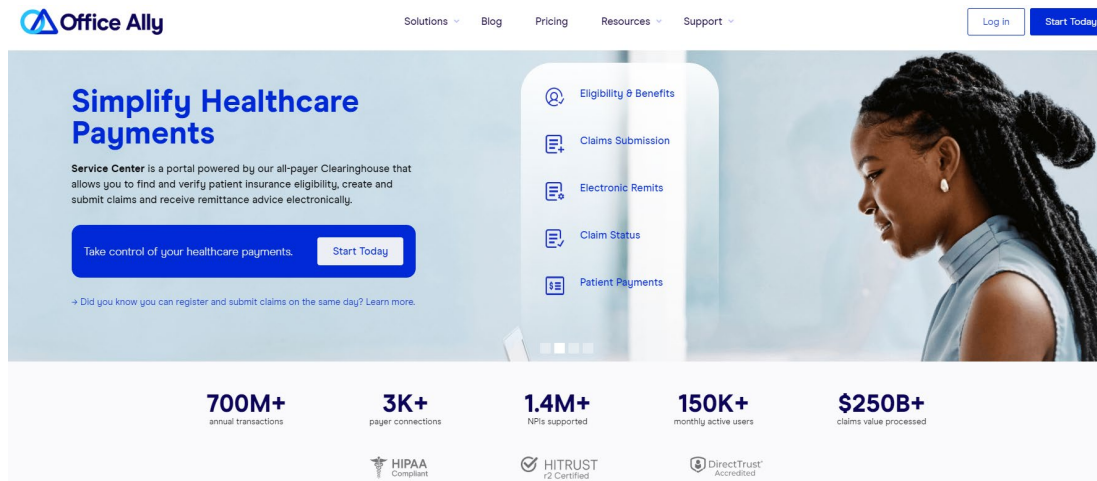 Office Ally
Solutions
Blog
Pricing
Resources
Support
Log in
Start Today
Simplify Healthcare
Payments
Service Center is a portal powered by our all-payer Clearinghouse that
allows you to find and verify patient insurance eligibility, create and
submit claims and receive remittance advice electronically.
Take control of your healthcare payments.
Start Today
→ Did you know you can register and submit claims on the same day? Learn more.
Eligibility & Benefits
Claims Submission
Electronic Remits
Claim Status
Patient Payments
700M+
annual transactions
3K+
payer connections
1.4M+
NPIs supported
150K+
monthly active users
$250B+
claims value processed
HIPAA
Compliant
HITRUST
r2 Certified
DirectTrust®
Accredited